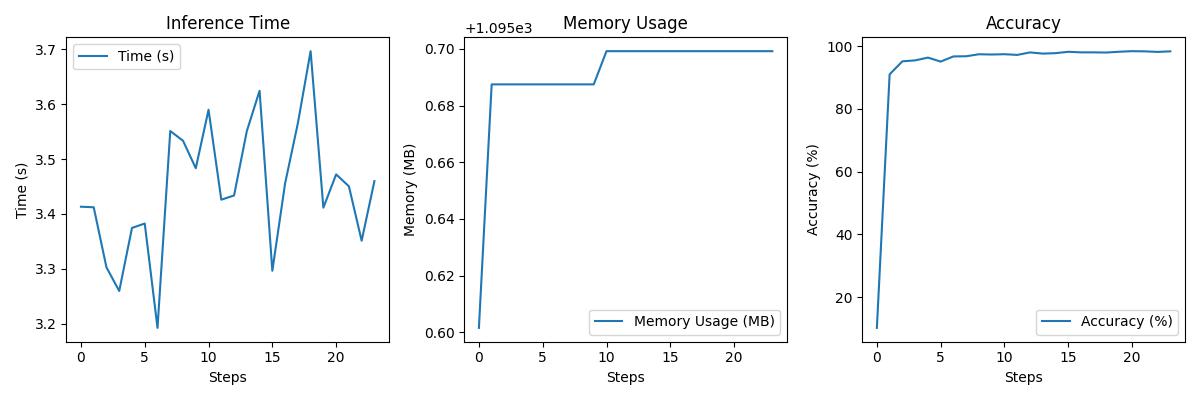 Inference Time
Time (s)
3.7
3.6
3.5
3.4
3.3
3.2
Time (s)
0 5 10 15 20
Steps
Memory Usage
+1.095e3
0.70
0.68
0.66
0.64
0.62
0.60
Memory (MB)
Memory Usage (MB)
0 5 10 15 20
Steps
Accuracy
100
80
60
40
20
Accuracy (%)
Accuracy (%)
0 5 10 15 20
Steps